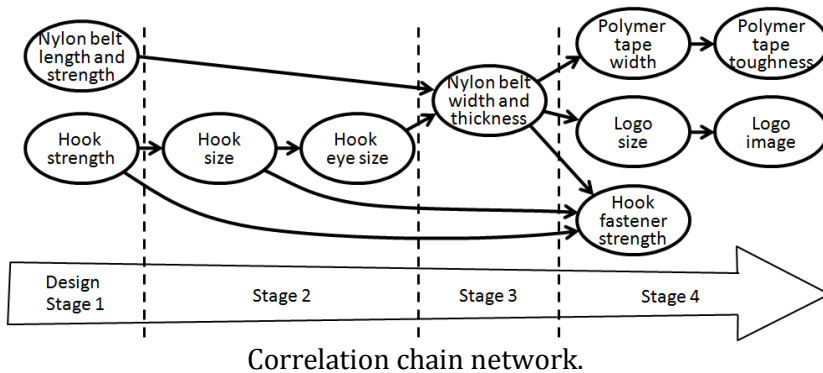 Nylon belt
length and
strength
Polymer
tape
width
Polymer
tape
toughness
Nylon belt
width and
thickness
Hook
strength
Hook
size
Hook
eye size
Logo
size
Logo
image
Hook
fastener
strength
Design
Stage 1
Stage 2
Stage 3
Stage 4
Correlation chain network.